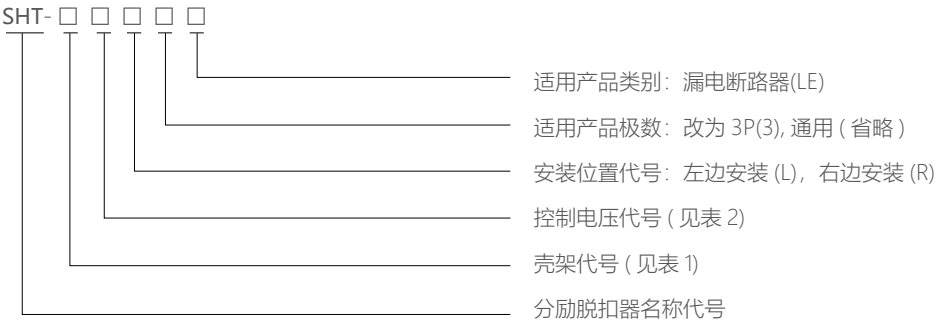 SHT-□ □ □ □ □
适用产品类别：漏电断路器(LE)
适用产品极数：改为 3P(3), 通用 ( 省略 )
安装位置代号：左边安装 (L)，右边安装 (R)
控制电压代号 ( 见表 2)
壳架代号 ( 见表 1)
分励脱扣器名称代号